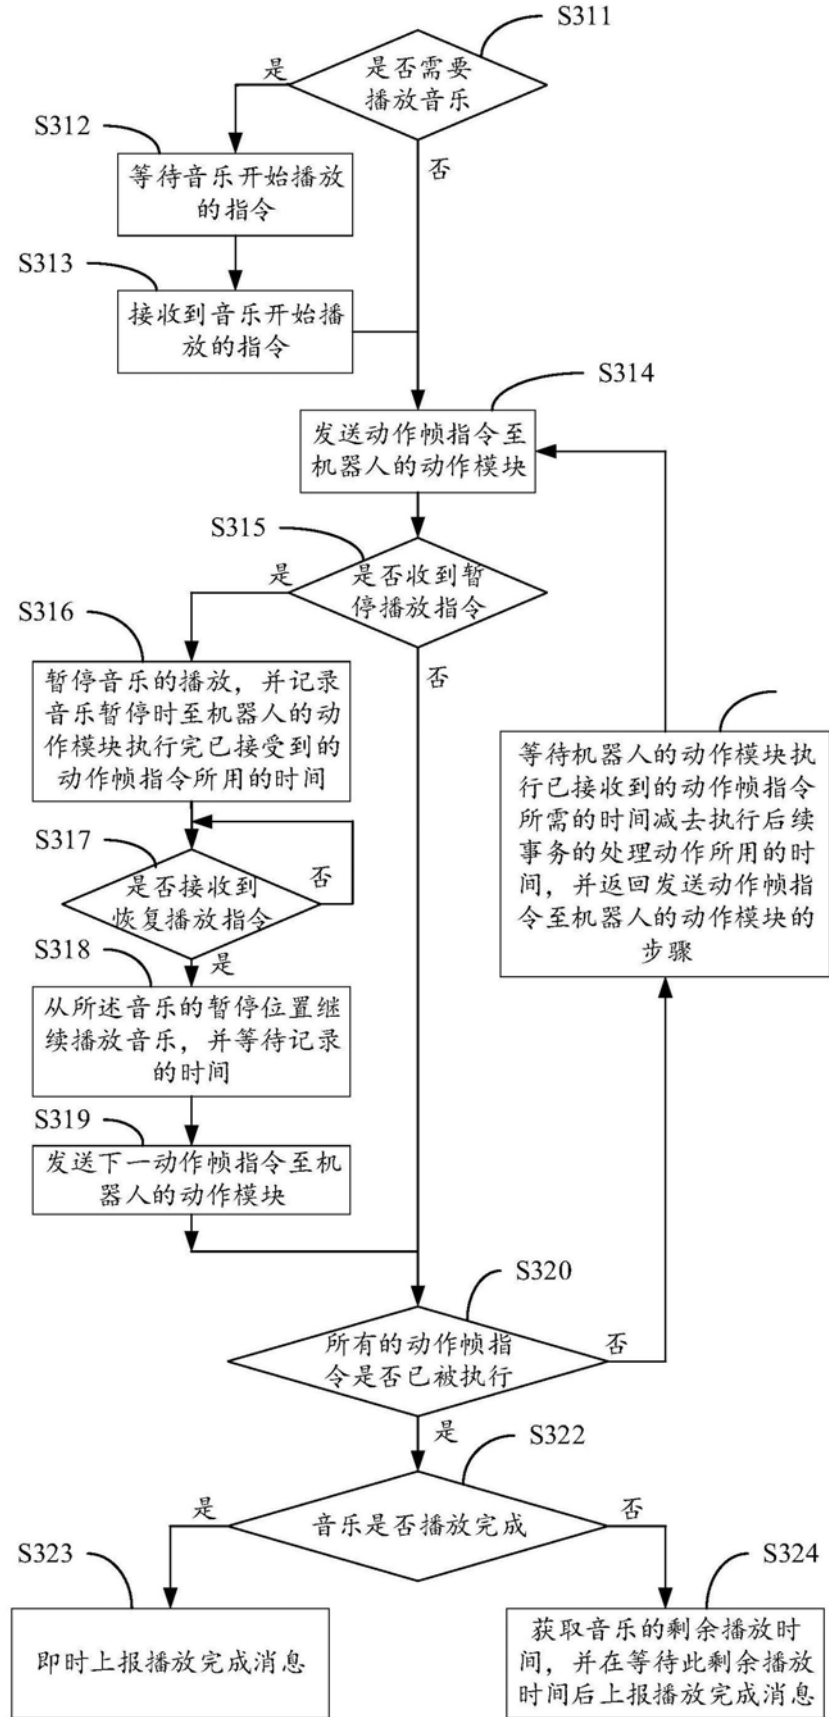 S311
是否需要
播放音乐
是
否
S312
等待音乐开始播放
的指令
S313
接收到音乐开始播
放的指令
S314
发送动作帧指令至
机器人的动作模块
S315
是否收到暂
停播放指令
是
否
S316
暂停音乐的播放，并记录
音乐暂停时至机器人的动
作模块执行完已接受到的
动作帧指令所用的时间
等待机器人的动作模块执
行已接收到的动作帧指令
所需的时间减去执行后续
事务的处理动作所用的时
间，并返回发送动作帧指
令至机器人的动作模块的
步骤
S317
是否接收到
恢复播放指令
否
是
S318
从所述音乐的暂停位置继
续播放音乐，并等待记录
的时间
S319
发送下一动作帧指令至机
器人的动作模块
S320
所有的动作帧指
令是否已被执行
否
是
S322
音乐是否播放完成
是
否
S323
即时上报播放完成消息
S324
获取音乐的剩余播放时
间，并在等待此剩余播放
时间后上报播放完成消息